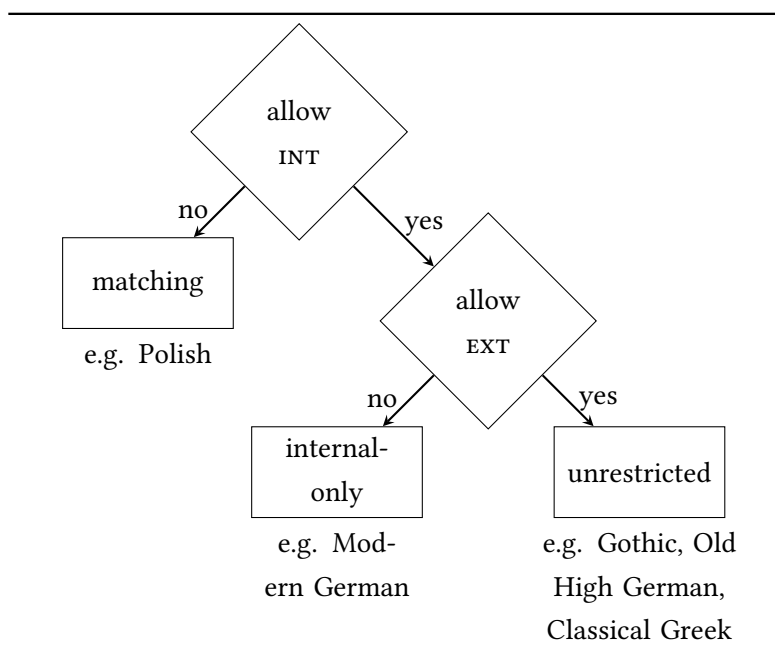 allow
INT
no
yes
matching
e.g. Polish
allow
EXT
no
yes
internal-
only
unrestricted
e.g. Mod-
ern German
e.g. Gothic, Old
High German,
Classical Greek